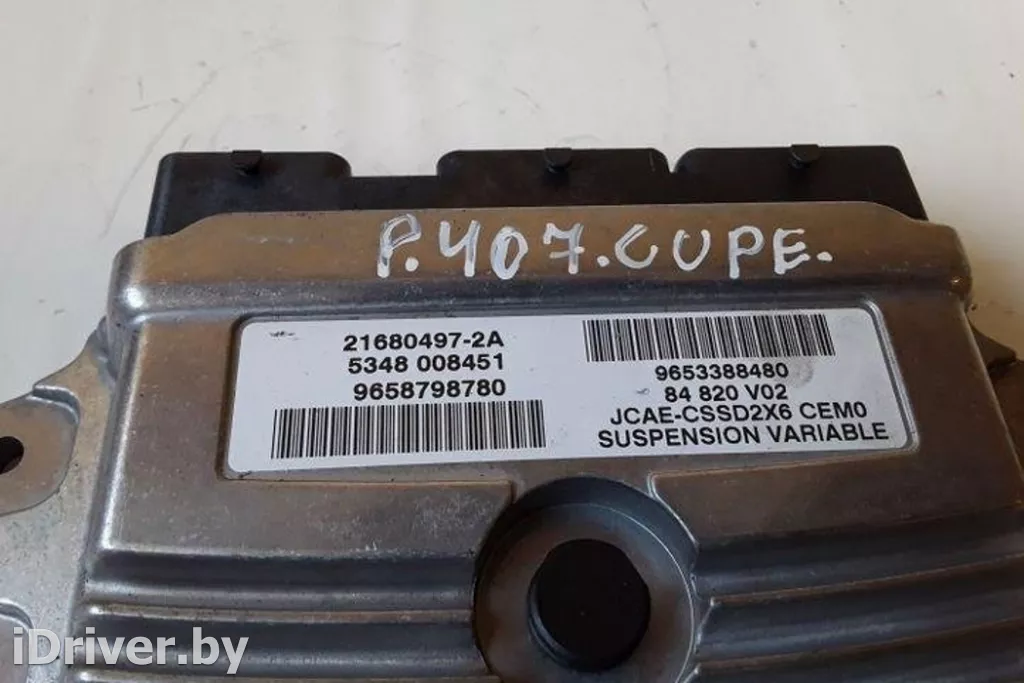 P.407.CUPE.
21680497-2A
5348 008451
9658798780
9653388480
84 820 V02
JCAE-CSSD2X6 CEM0
SUSPENSION VARIABLE
iDriver.by